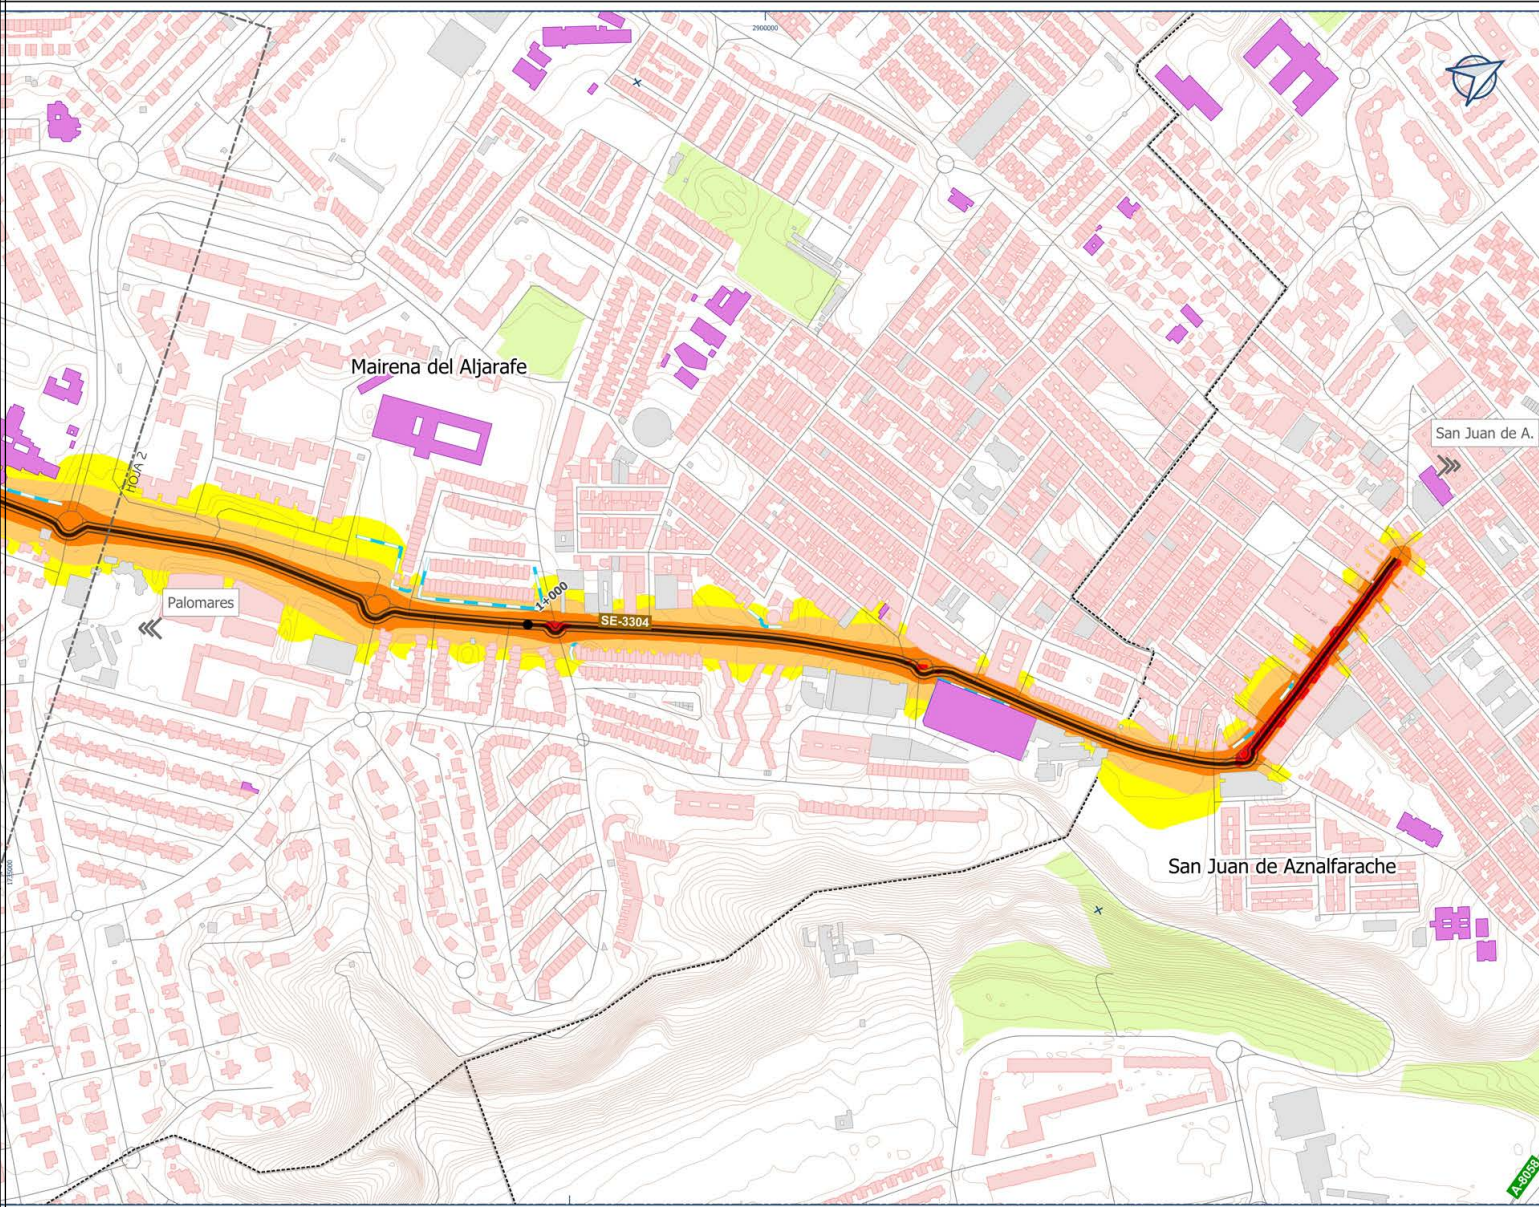 2900000
Mairena del Aljarafe
San Juan de A.
HOJA 2
Palomares
1+000
SE-3304
San Juan de Aznalfarache
A-8058